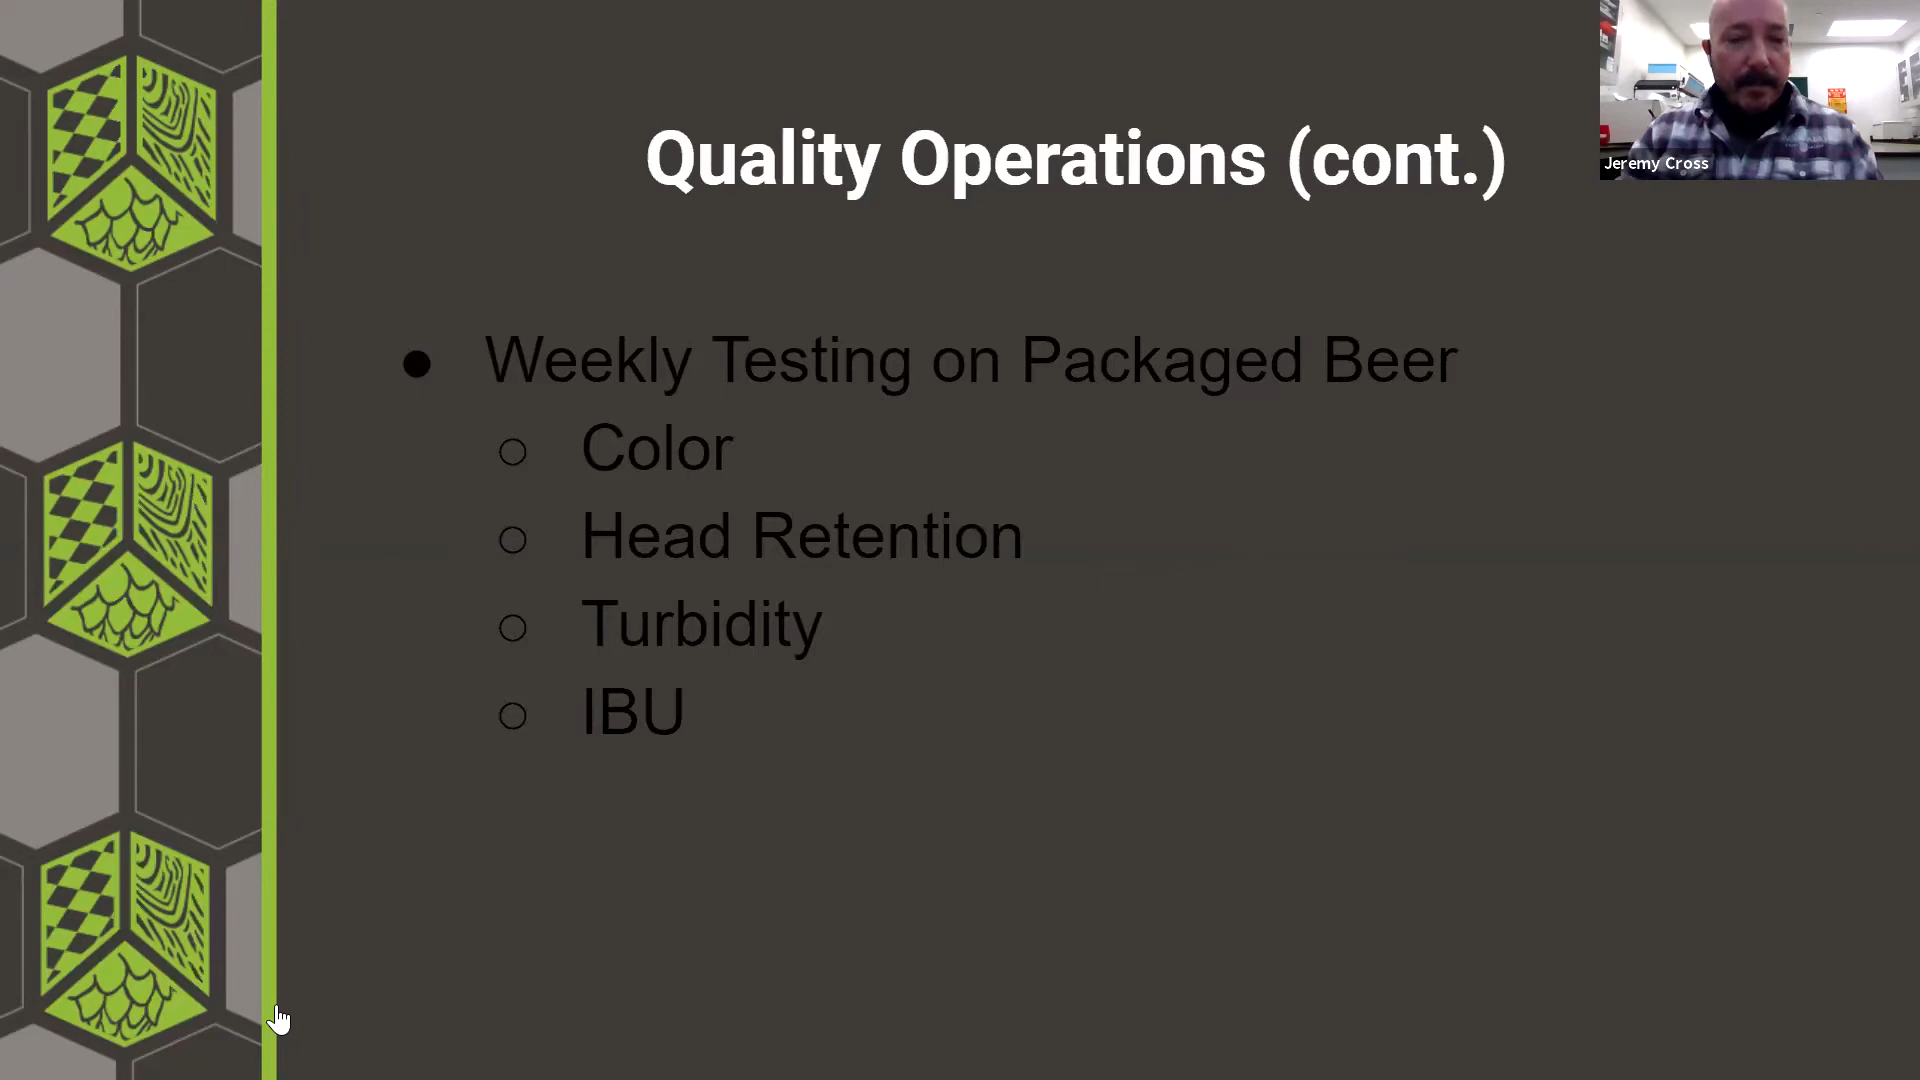 Quality Operations (cont.)
Jeremy Cross
● Weekly Testing on Packaged Beer
○ Color
○ Head Retention
○ Turbidity
○ IBU